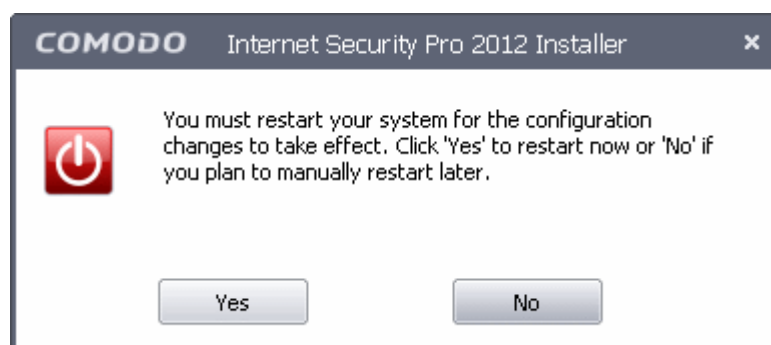 COMODO Internet Security Pro 2012 Installer
You must restart your system for the configuration
changes to take effect. Click 'Yes' to restart now or 'No' if
you plan to manually restart later.
Yes No